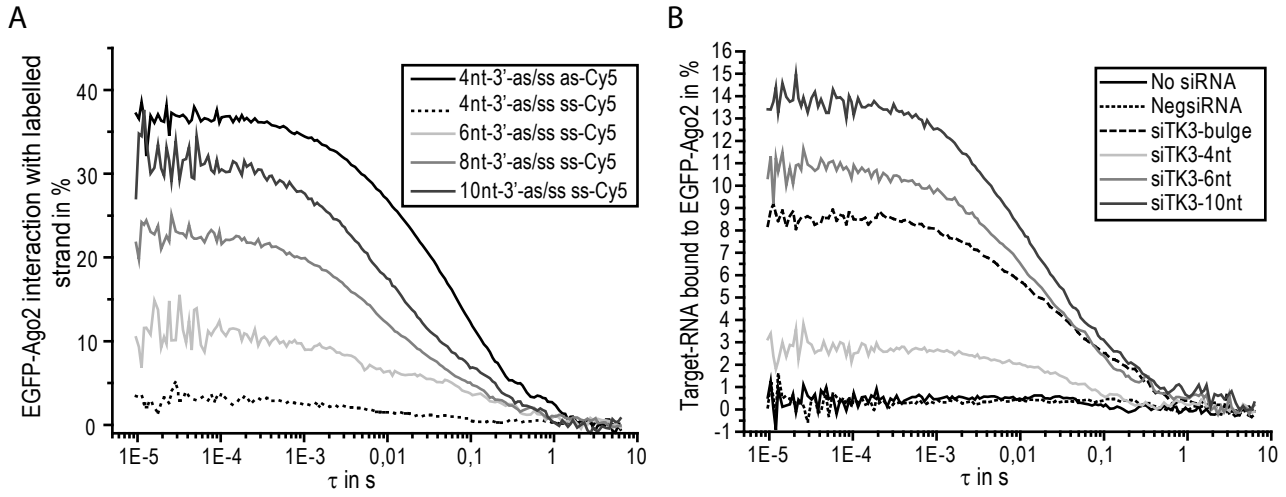 A
EGFP-Ago2 interaction with labelled
strand in %
40
30
20
10
0
4nt-3'-as/ss as-Cy5
4nt-3'-as/ss ss-Cy5
6nt-3'-as/ss ss-Cy5
8nt-3'-as/ss ss-Cy5
10nt-3'-as/ss ss-Cy5
1E-5 1E-4 1E-3 0,01 0,1 1 10
τ in s
B
Target-RNA bound to EGFP-Ago2 in %
16
15
14
13
12
11
10
9
8
7
6
5
4
3
2
1
0
-1
No siRNA
NegsiRNA
siTK3-bulge
siTK3-4nt
siTK3-6nt
siTK3-10nt
1E-5 1E-4 1E-3 0,01 0,1 1 10
τ in s